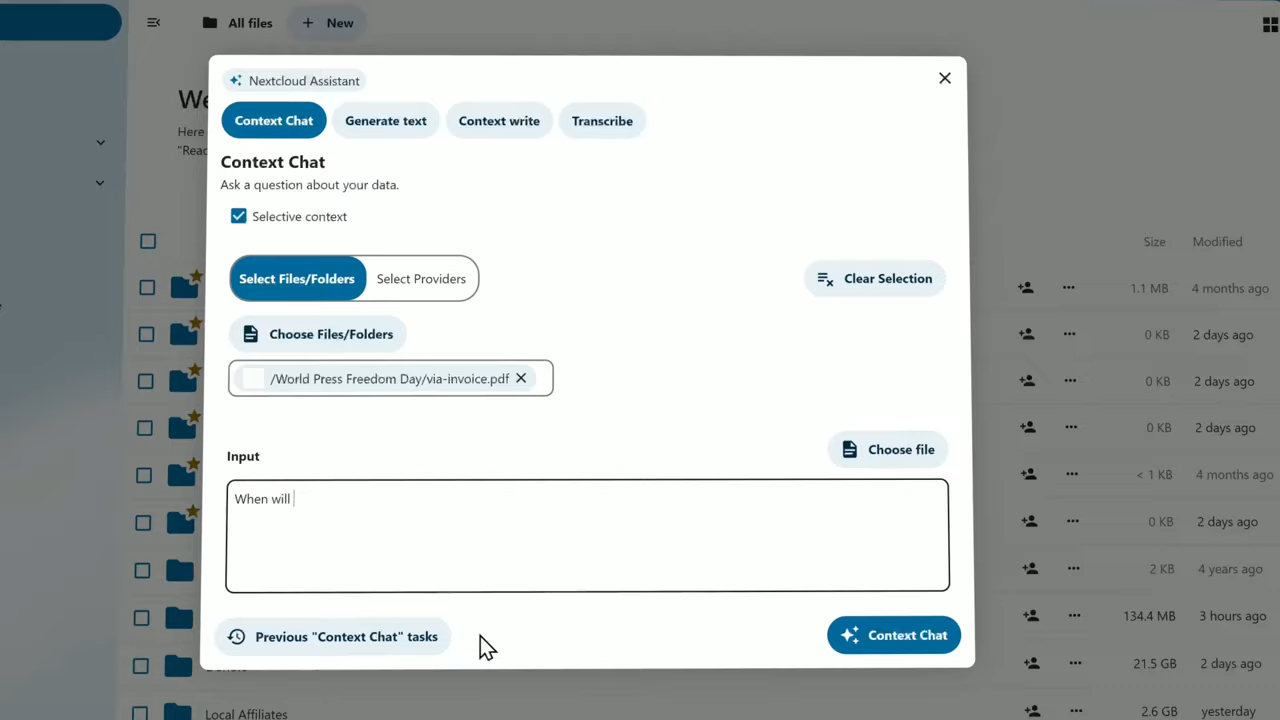 All files
+ New
We
Here
"Read
Nextcloud Assistant
Context Chat
Generate text
Context write
Transcribe
Context Chat
Ask a question about your data.
Selective context
Select Files/Folders
Select Providers
Clear Selection
Choose Files/Folders
/World Press Freedom Day/via-invoice.pdf
Input
Choose file
When will
Previous "Context Chat" tasks
Context Chat
Size Modified
1.1 MB 4 months ago
0 KB 2 days ago
0 KB 2 days ago
0 KB 2 days ago
< 1 KB 4 months ago
0 KB 2 days ago
2 KB 4 years ago
134.4 MB 3 hours ago
21.5 GB 2 days ago
Local Affiliates 2.6 GB yesterday